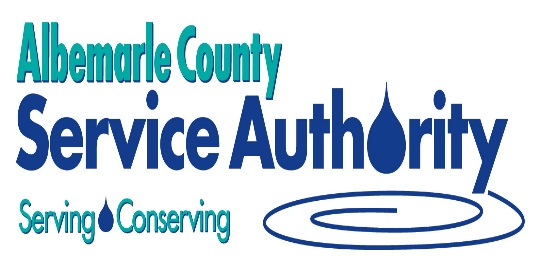 Albemarle County
Service Authority
Serving Conserving